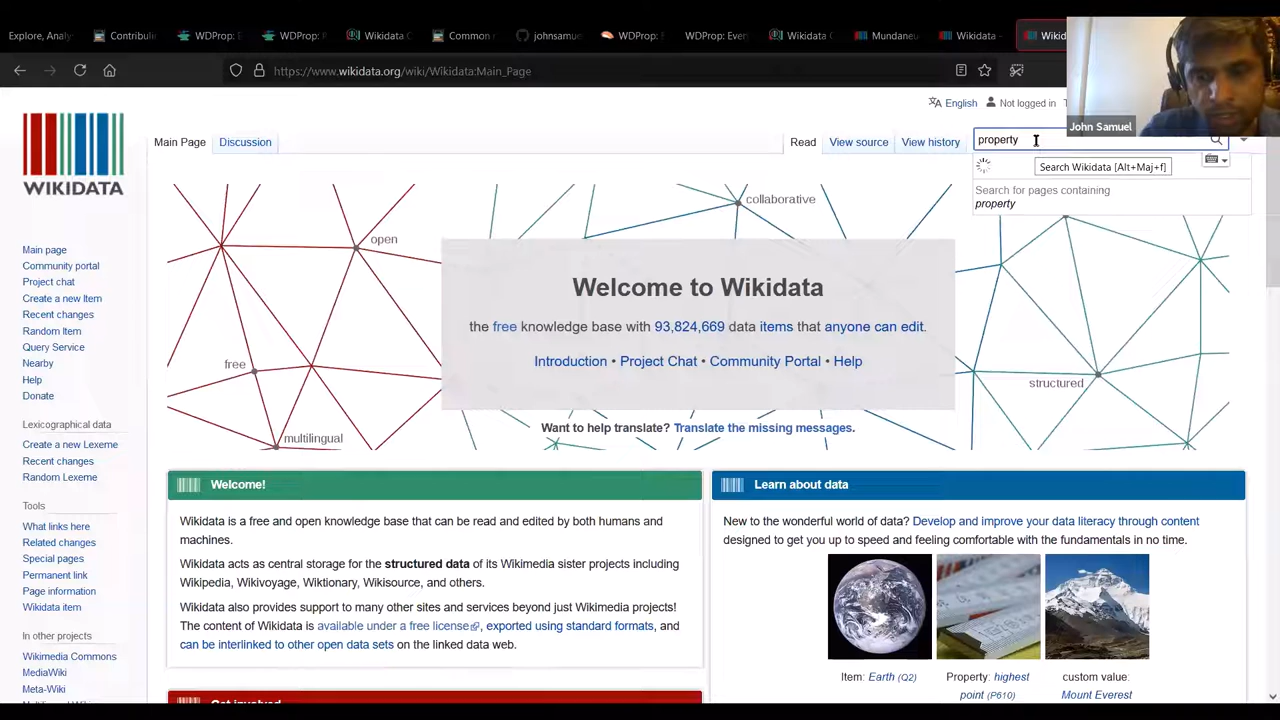 Explore, Analy
Contributi
WDProp: E
WDProp: F
Wikidata C
Common r
johnsamue
WDProp: F
WDProp: Ever
Wikidata C
Mundaneu
Wikidata
Wikid
https://www.wikidata.org/wiki/Wikidata:Main_Page
John Samuel
English
Not logged in
WIKIDATA
Main Page
Discussion
Read
View source
View history
property
Search Wikidata [Alt+Maj+f]
Search for pages containing
property
Main page
Community portal
Project chat
Create a new Item
Recent changes
Random Item
Query Service
Nearby
Help
Donate
Lexicographical data
Create a new Lexeme
Recent changes
Random Lexeme
Tools
What links here
Related changes
Special pages
Permanent link
Page information
Wikidata item
In other projects
Wikimedia Commons
MediaWiki
Meta-Wiki
collaborative
open
free
multilingual
structured
Welcome to Wikidata
the free knowledge base with 93,824,669 data items that anyone can edit.
Introduction • Project Chat • Community Portal • Help
Want to help translate? Translate the missing messages.
Welcome!
Wikidata is a free and open knowledge base that can be read and edited by both humans and
machines.
Wikidata acts as central storage for the structured data of its Wikimedia sister projects including
Wikipedia, Wikivoyage, Wiktionary, Wikisource, and others.
Wikidata also provides support to many other sites and services beyond just Wikimedia projects!
The content of Wikidata is available under a free license, exported using standard formats, and
can be interlinked to other open data sets on the linked data web.
Get involved
Learn about data
New to the wonderful world of data? Develop and improve your data literacy through content
designed to get you up to speed and feeling comfortable with the fundamentals in no time.
Item: Earth (Q2)
Property: highest
point (P610)
custom value:
Mount Everest